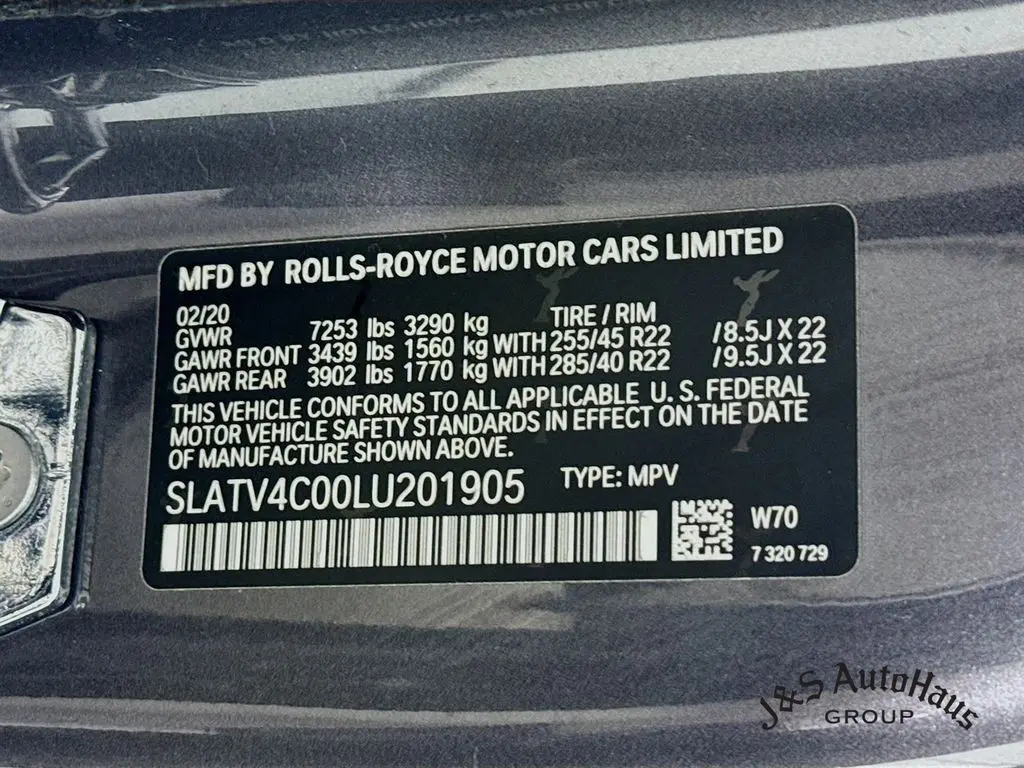 MFD BY ROLLS-ROYCE MOTOR CARS LIMITED
02/20 TIRE / RIM
GVWR 7253 lbs 3290 kg
GAWR FRONT 3439 lbs 1560 kg WITH 255/45 R22 /8.5J X 22
GAWR REAR 3902 lbs 1770 kg WITH 285/40 R22 /9.5J X 22
THIS VEHICLE CONFORMS TO ALL APPLICABLE U. S. FEDERAL
MOTOR VEHICLE SAFETY STANDARDS IN EFFECT ON THE DATE
OF MANUFACTURE SHOWN ABOVE.
SLATV4C00LU201905 TYPE: MPV
W70
7 320 729
J&S AutoHaus
GROUP